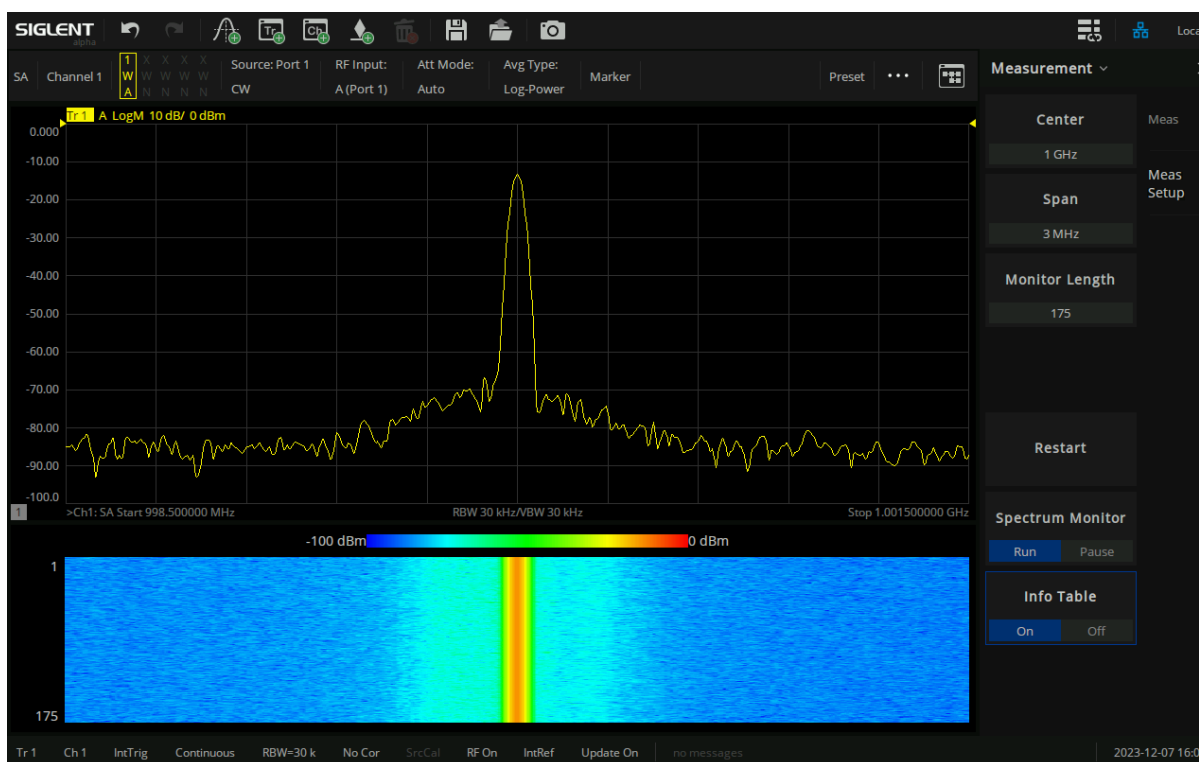 SIGLENT
alpha
Tr
Ch
Loca
SA
Channel 1
1 X X X X
W W W W W
A N N N N
Source: Port 1
CW
RF Input:
A (Port 1)
Att Mode:
Auto
Avg Type:
Log-Power
Marker
Preset
Measurement
Tr 1 A LogM 10 dB/ 0 dBm
0.000
-10.00
-20.00
-30.00
-40.00
-50.00
-60.00
-70.00
-80.00
-90.00
-100.0
1 >Ch1: SA Start 998.500000 MHz RBW 30 kHz/VBW 30 kHz Stop 1.001500000 GHz
-100 dBm 0 dBm
1
175
Center
1 GHz
Span
3 MHz
Monitor Length
175
Restart
Spectrum Monitor
Run Pause
Info Table
On Off
Meas
Meas
Setup
Tr 1 Ch 1 IntTrig Continuous RBW=30 k No Cor SrcCal RF On IntRef Update On no messages 2023-12-07 16:0